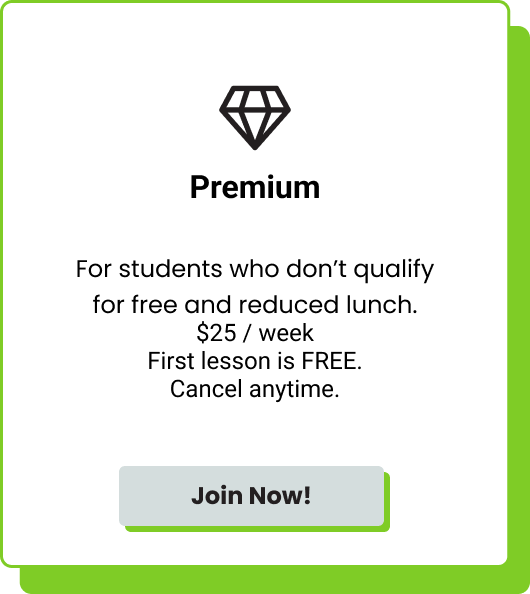 Premium
For students who don’t qualify
for free and reduced lunch.
$25 / week
First lesson is FREE.
Cancel anytime.
Join Now!